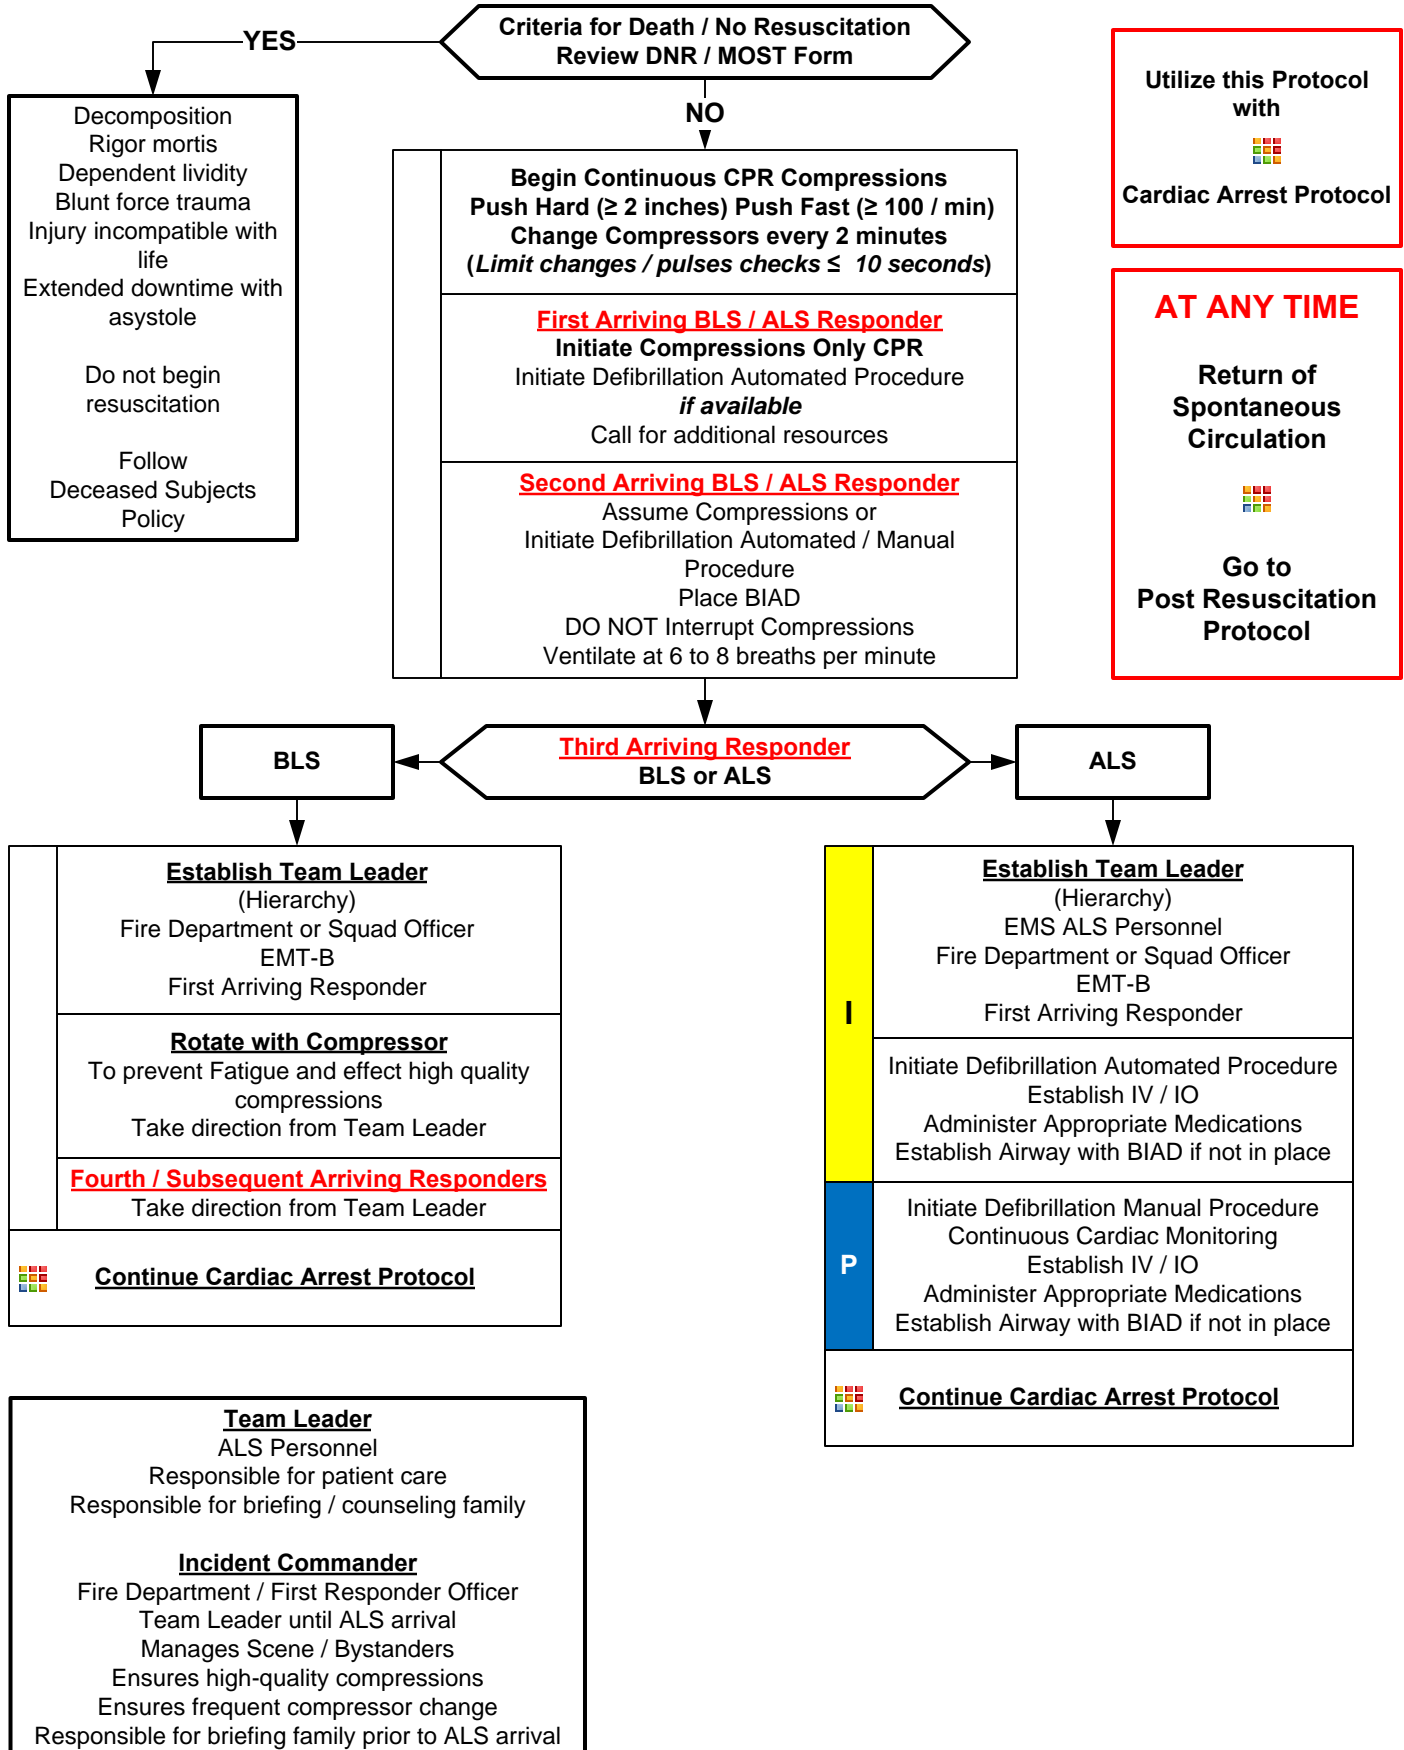 Criteria for Death / No Resuscitation
Review DNR / MOST Form
YES
NO
Decomposition
Rigor mortis
Dependent lividity
Blunt force trauma
Injury incompatible with
life
Extended downtime with
asystole
Do not begin
resuscitation
Follow
Deceased Subjects
Policy
Begin Continuous CPR Compressions
Push Hard (≥ 2 inches) Push Fast (≥ 100 / min)
Change Compressors every 2 minutes
(Limit changes / pulses checks ≤ 10 seconds)
First Arriving BLS / ALS Responder
Initiate Compressions Only CPR
Initiate Defibrillation Automated Procedure
if available
Call for additional resources
Second Arriving BLS / ALS Responder
Assume Compressions or
Initiate Defibrillation Automated / Manual
Procedure
Place BIAD
DO NOT Interrupt Compressions
Ventilate at 6 to 8 breaths per minute
Utilize this Protocol
with
Cardiac Arrest Protocol
AT ANY TIME
Return of
Spontaneous
Circulation
Go to
Post Resuscitation
Protocol
BLS
Third Arriving Responder
BLS or ALS
ALS
Establish Team Leader
(Hierarchy)
Fire Department or Squad Officer
EMT-B
First Arriving Responder
Rotate with Compressor
To prevent Fatigue and effect high quality
compressions
Take direction from Team Leader
Fourth / Subsequent Arriving Responders
Take direction from Team Leader
Continue Cardiac Arrest Protocol
I
Establish Team Leader
(Hierarchy)
EMS ALS Personnel
Fire Department or Squad Officer
EMT-B
First Arriving Responder
Initiate Defibrillation Automated Procedure
Establish IV / IO
Administer Appropriate Medications
Establish Airway with BIAD if not in place
P
Initiate Defibrillation Manual Procedure
Continuous Cardiac Monitoring
Establish IV / IO
Administer Appropriate Medications
Establish Airway with BIAD if not in place
Continue Cardiac Arrest Protocol
Team Leader
ALS Personnel
Responsible for patient care
Responsible for briefing / counseling family
Incident Commander
Fire Department / First Responder Officer
Team Leader until ALS arrival
Manages Scene / Bystanders
Ensures high-quality compressions
Ensures frequent compressor change
Responsible for briefing family prior to ALS arrival